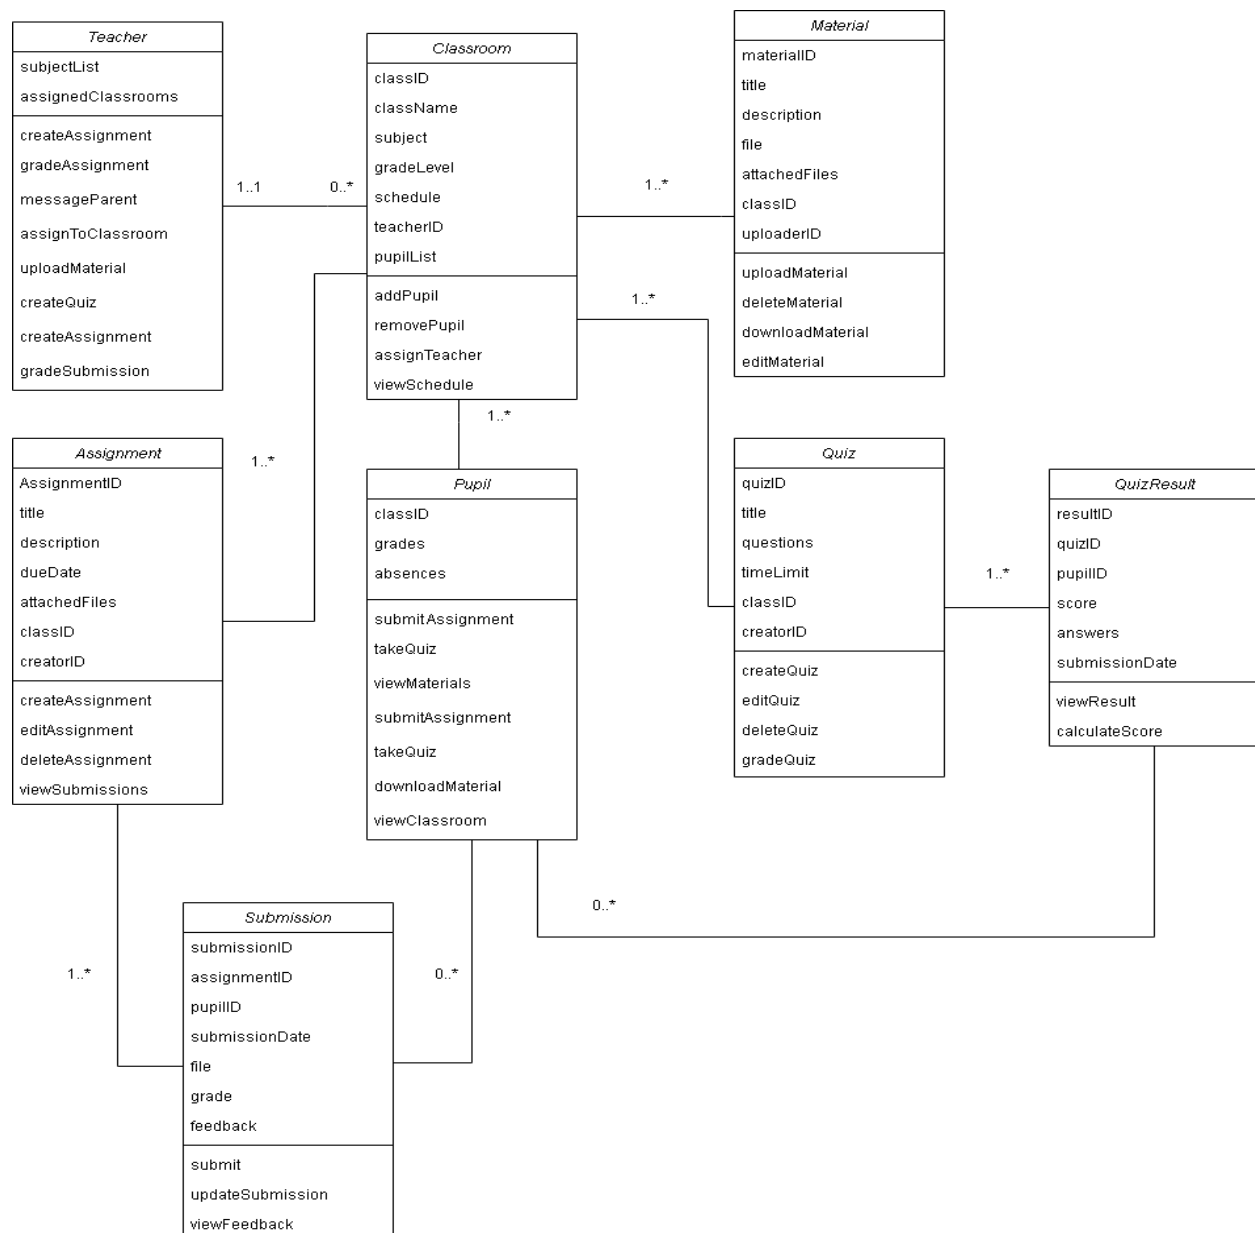 Teacher
subjectList
assignedClassrooms
createAssignment
gradeAssignment
messageParent
assignToClassroom
uploadMaterial
createQuiz
createAssignment
gradeSubmission
1..1
0..*
Classroom
classID
className
subject
gradeLevel
schedule
teacherID
pupilList
addPupil
removePupil
assignTeacher
viewSchedule
1..*
Material
materialID
title
description
file
attachedFiles
classID
uploaderID
uploadMaterial
deleteMaterial
downloadMaterial
editMaterial
1..*
1..*
1..*
Assignment
AssignmentID
title
description
dueDate
attachedFiles
classID
creatorID
createAssignment
editAssignment
deleteAssignment
viewSubmissions
Pupil
classID
grades
absences
submitAssignment
takeQuiz
viewMaterials
submitAssignment
takeQuiz
downloadMaterial
viewClassroom
Quiz
quizID
title
questions
timeLimit
classID
creatorID
createQuiz
editQuiz
deleteQuiz
gradeQuiz
1..*
QuizResult
resultID
quizID
pupilID
score
answers
submissionDate
viewResult
calculateScore
0..*
1..*
0..*
Submission
submissionID
assignmentID
pupilID
submissionDate
file
grade
feedback
submit
updateSubmission
viewFeedback